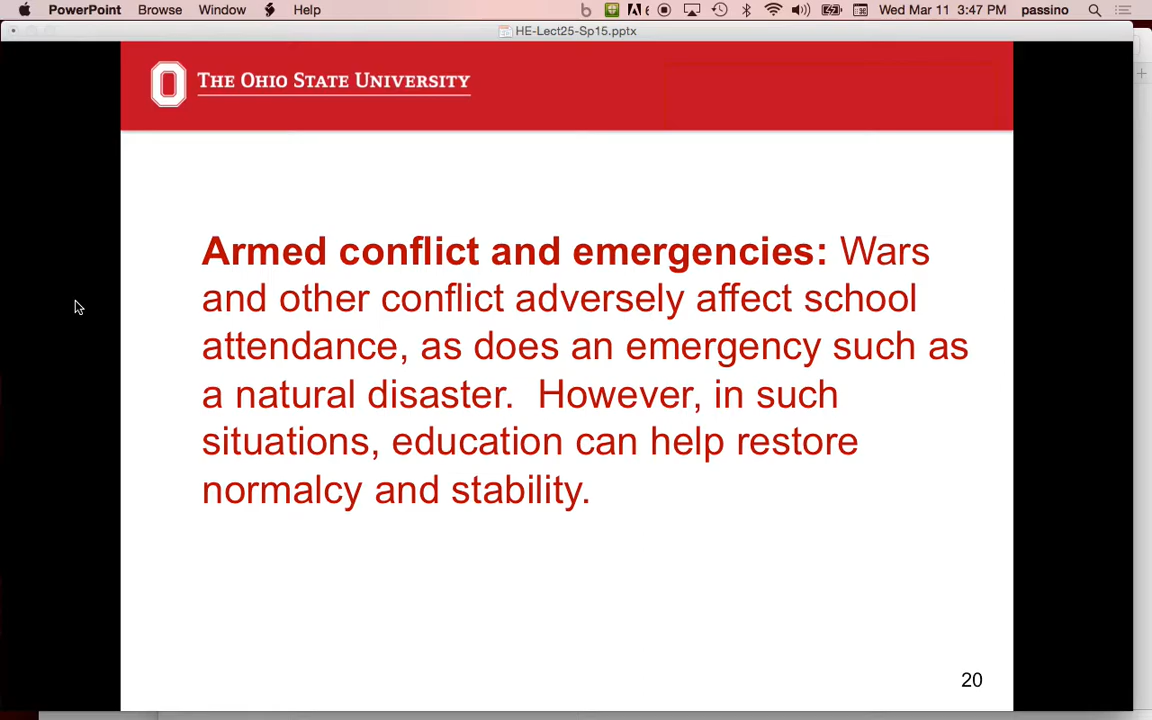 PowerPoint Browse Window Help Wed Mar 11 3:47 PM passino
HE-Lect25-Sp15.pptx
THE OHIO STATE UNIVERSITY
Armed conflict and emergencies: Wars
and other conflict adversely affect school
attendance, as does an emergency such as
a natural disaster. However, in such
situations, education can help restore
normalcy and stability.
20